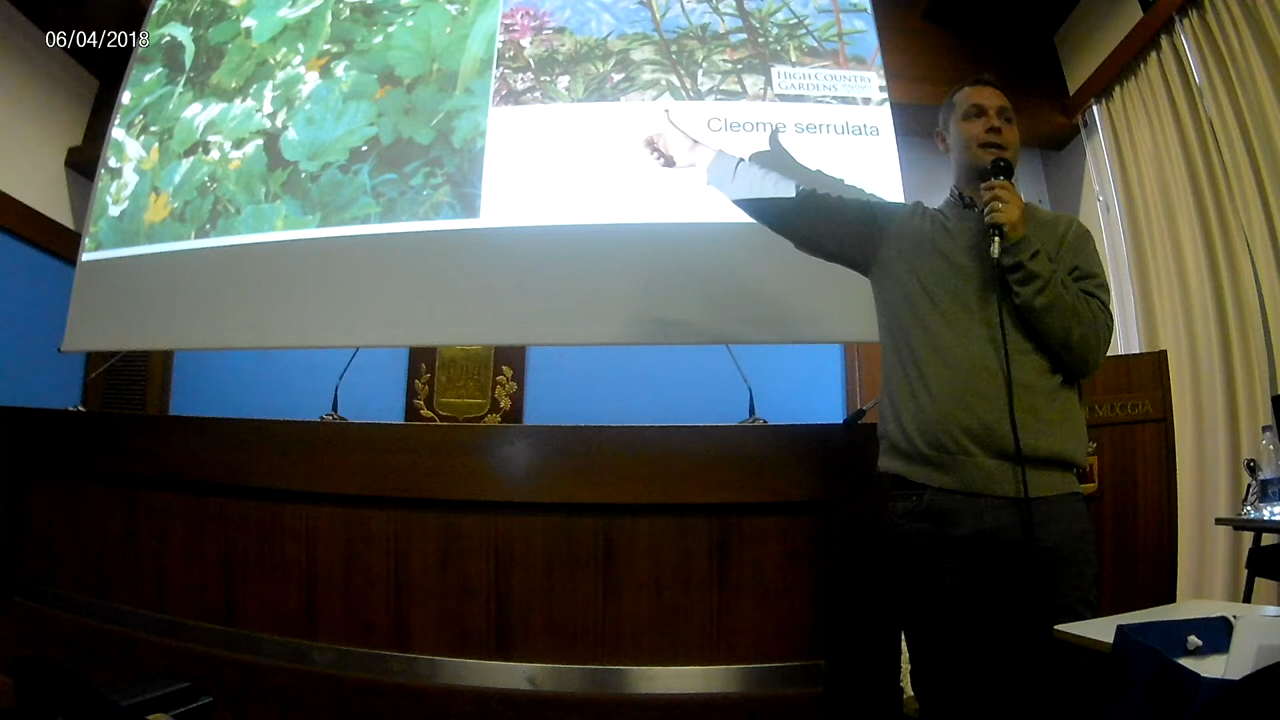 06/04/2018
HIGH COUNTRY
GARDENS
Cleome serrulata
MUGGIA